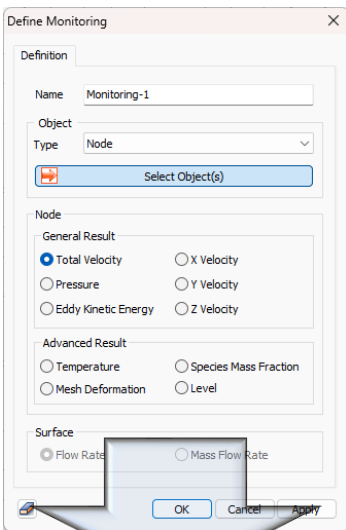 Define Monitoring
Definition
Name Monitoring-1
Object
Type Node
Select Object(s)
Node
General Result
Total Velocity X Velocity
Pressure Y Velocity
Eddy Kinetic Energy Z Velocity
Advanced Result
Temperature Species Mass Fraction
Mesh Deformation Level
Surface
Flow Rate Mass Flow Rate
OK Cancel Apply